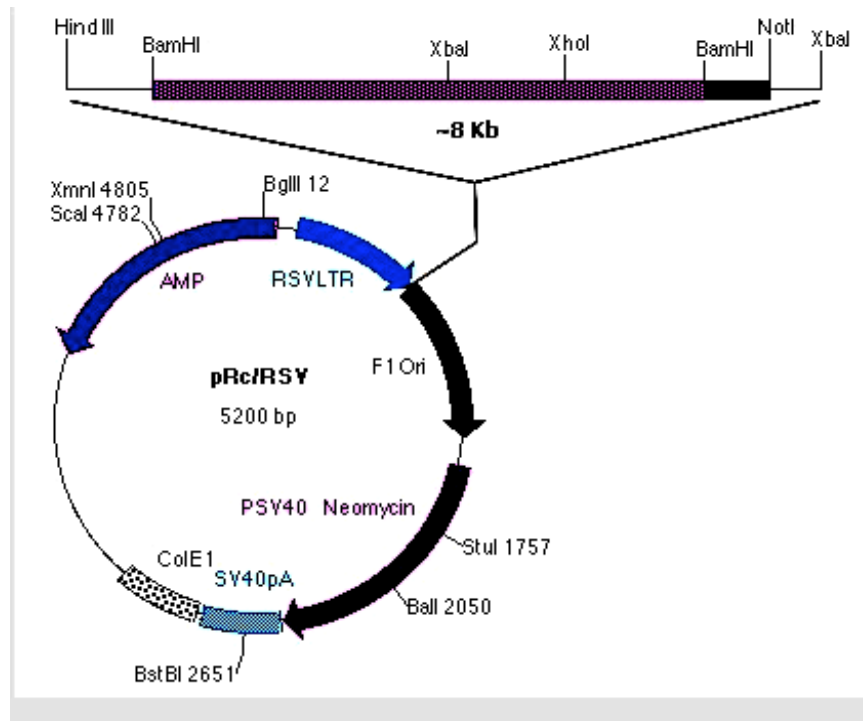 Hind III
BamHI
XbaI
XhoI
BamHI
NotI
XbaI
~8 Kb
XmnI 4805
ScaI 4782
BglII 12
AMP
RSVLTR
F1 Ori
pRc/RSV
5200 bp
PSV40 Neomycin
StuI 1757
ColE1
SV40pA
BalI 2050
BstBI 2651